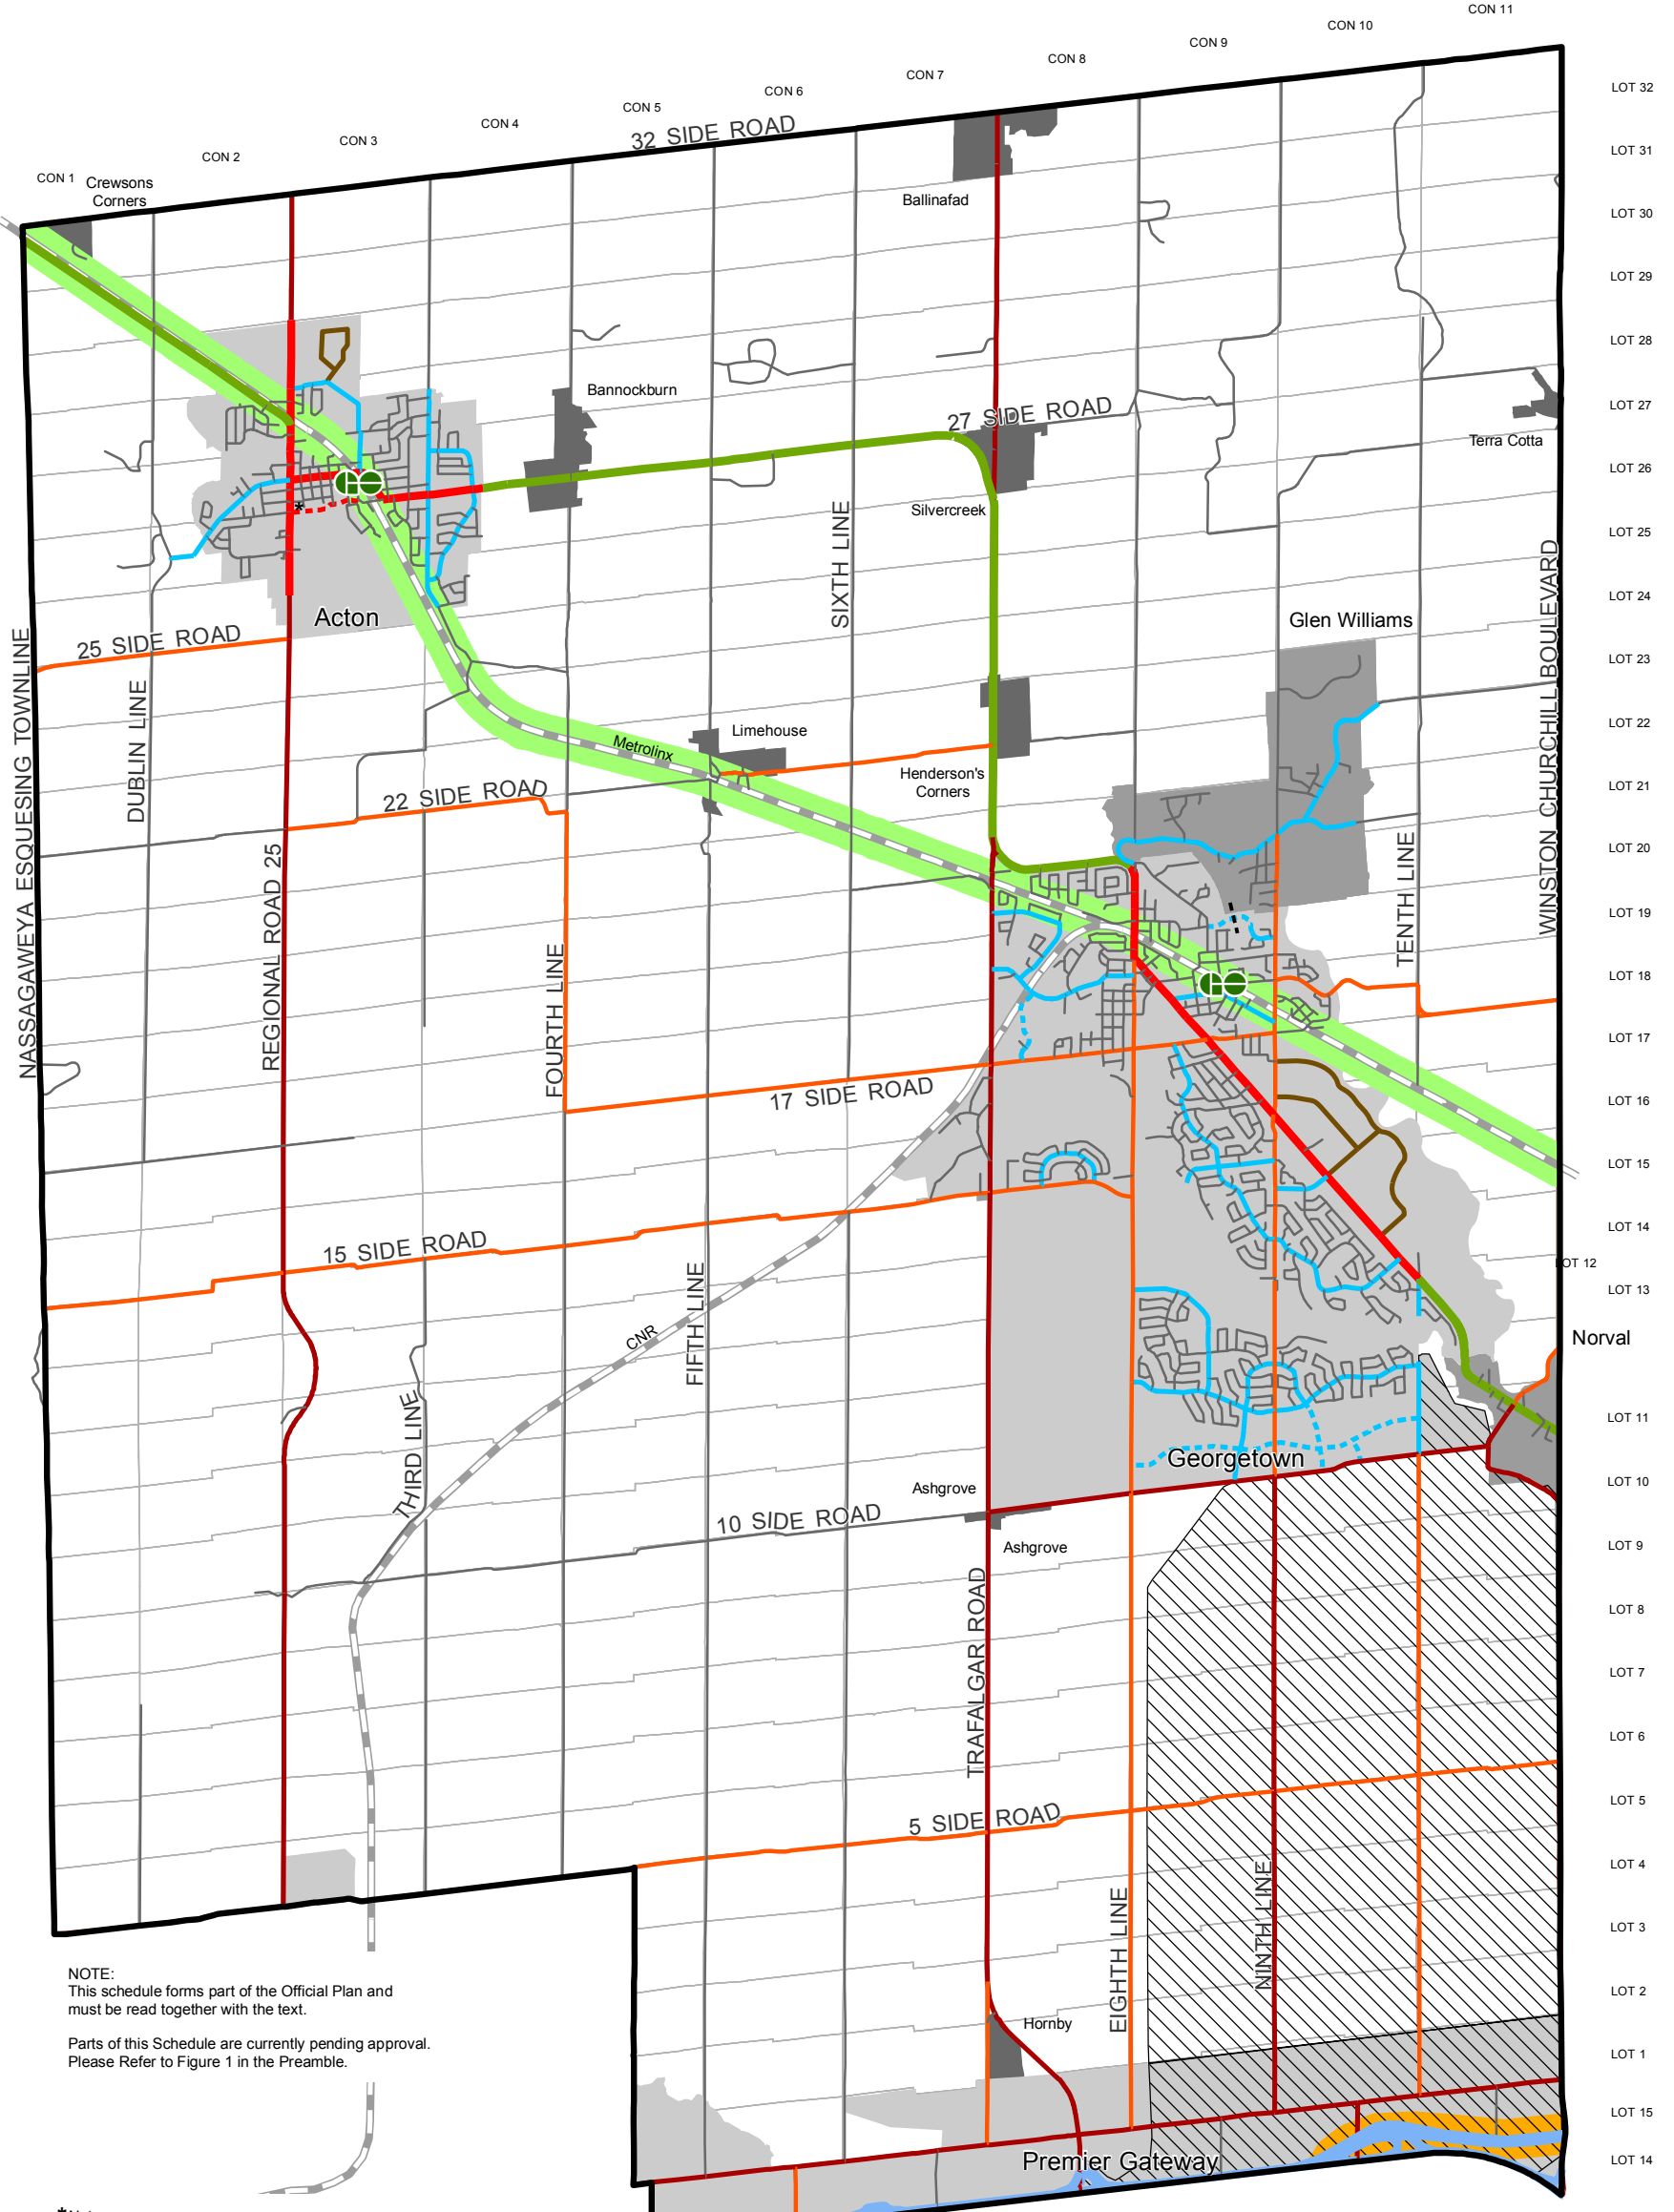 CON 11
CON 10
CON 9
CON 8
CON 7
CON 6
CON 5
CON 4
CON 3
CON 2
CON 1
32 SIDE ROAD
LOT 32
LOT 31
LOT 30
LOT 29
LOT 28
LOT 27
LOT 26
LOT 25
LOT 24
LOT 23
LOT 22
LOT 21
LOT 20
LOT 19
LOT 18
LOT 17
LOT 16
LOT 15
LOT 14
OT 12
LOT 13
LOT 11
LOT 10
LOT 9
LOT 8
LOT 7
LOT 6
LOT 5
LOT 4
LOT 3
LOT 2
LOT 1
LOT 15
LOT 14
Crewsons
Corners
Ballinafad
Bannockburn
27 SIDE ROAD
Terra Cotta
Silvercreek
SIXTH LINE
*
Acton
25 SIDE ROAD
Glen Williams
NASSAGAWEYA ESQUESING TOWNLINE
DUBLIN LINE
WINSTON CHURCHILL BOULEVARD
Limehouse
Metrolinx
Henderson's
Corners
22 SIDE ROAD
REGIONAL ROAD 25
FOURTH LINE
TENTH LINE
17 SIDE ROAD
15 SIDE ROAD
FIFTH LINE
CNR
Norval
THIRD LINE
Georgetown
Ashgrove
10 SIDE ROAD
Ashgrove
TRAFALGAR ROAD
5 SIDE ROAD
EIGHTH LINE
NINTH LINE
Hornby
Premier Gateway
NOTE:
This schedule forms part of the Official Plan and
must be read together with the text.
Parts of this Schedule are currently pending approval.
Please Refer to Figure 1 in the Preamble.